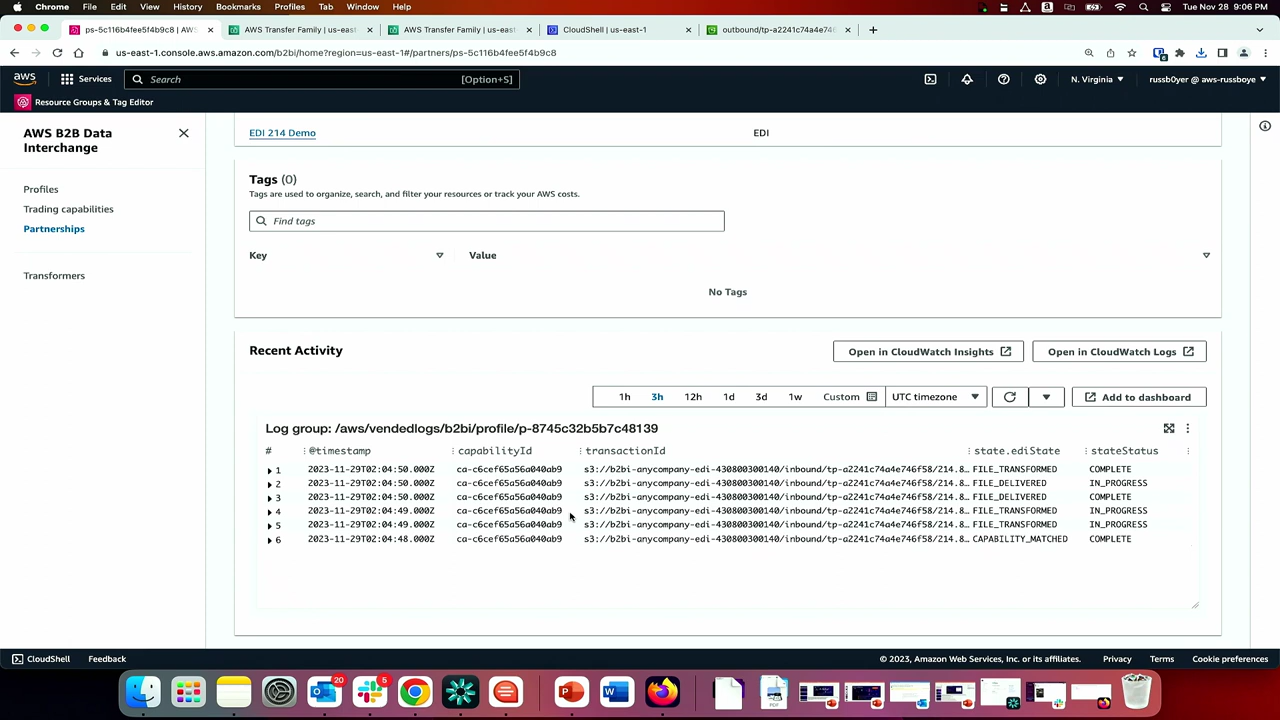 Chrome File Edit View History Bookmarks Profiles Tab Window Help Tue Nov 28 9:06 PM
ps-5c116b4fee5f4b9c8 | AWS AWS Transfer Family | us-east- AWS Transfer Family | us-east- CloudShell | us-east-1 outbound/tp-a2241c74a4e746
us-east-1.console.aws.amazon.com/b2bi/home?region=us-east-1#/partners/ps-5c116b4fee5f4b9c8
aws Services Search [Option+S] N. Virginia russb0yer @ aws-russboye
Resource Groups & Tag Editor
AWS B2B Data
Interchange
Profiles
Trading capabilities
Partnerships
Transformers
EDI 214 Demo EDI
Tags (0)
Tags are used to organize, search, and filter your resources or track your AWS costs.
Find tags
Key Value
No Tags
Recent Activity Open in CloudWatch Insights Open in CloudWatch Logs
1h 3h 12h 1d 3d 1w Custom UTC timezone Add to dashboard
Log group: /aws/vendedlogs/b2bi/profile/p-8745c32b5b7c48139
# @timestamp capabilityId transactionId state.ediState stateStatus
1 2023-11-29T02:04:50.000Z ca-c6cef65a56a040ab9 s3://b2bi-anycompany-edi-430800300140/inbound/tp-a2241c74a4e746f58/214.8… FILE_TRANSFORMED COMPLETE
2 2023-11-29T02:04:50.000Z ca-c6cef65a56a040ab9 s3://b2bi-anycompany-edi-430800300140/inbound/tp-a2241c74a4e746f58/214.8… FILE_DELIVERED IN_PROGRESS
3 2023-11-29T02:04:50.000Z ca-c6cef65a56a040ab9 s3://b2bi-anycompany-edi-430800300140/inbound/tp-a2241c74a4e746f58/214.8… FILE_DELIVERED COMPLETE
4 2023-11-29T02:04:49.000Z ca-c6cef65a56a040ab9 s3://b2bi-anycompany-edi-430800300140/inbound/tp-a2241c74a4e746f58/214.8… FILE_TRANSFORMED IN_PROGRESS
5 2023-11-29T02:04:49.000Z ca-c6cef65a56a040ab9 s3://b2bi-anycompany-edi-430800300140/inbound/tp-a2241c74a4e746f58/214.8… FILE_TRANSFORMED IN_PROGRESS
6 2023-11-29T02:04:48.000Z ca-c6cef65a56a040ab9 s3://b2bi-anycompany-edi-430800300140/inbound/tp-a2241c74a4e746f58/214.8… CAPABILITY_MATCHED COMPLETE
CloudShell Feedback © 2023, Amazon Web Services, Inc. or its affiliates. Privacy Terms Cookie preferences
20 5